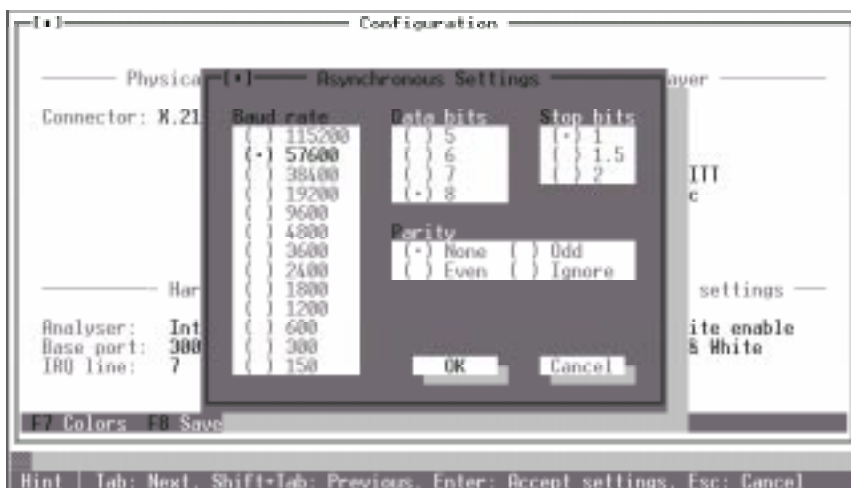 [▪] Configuration
Physica
ayer
Connector: X.21
ITT
c
[▪] Asynchronous Settings
Baud rate
( ) 115200
(•) 57600
( ) 38400
( ) 19200
( ) 9600
( ) 4800
( ) 3600
( ) 2400
( ) 1800
( ) 1200
( ) 600
( ) 300
( ) 150
Data bits
( ) 5
( ) 6
( ) 7
(•) 8
Stop bits
(•) 1
( ) 1.5
( ) 2
Parity
(•) None ( ) Odd
( ) Even ( ) Ignore
OK Cancel
Har
settings
Analyser: Int
ite enable
Base port: 300
& White
IRQ line: 7
F7 Colors F8 Save
Hint | Tab: Next, Shift+Tab: Previous, Enter: Accept settings, Esc: Cancel